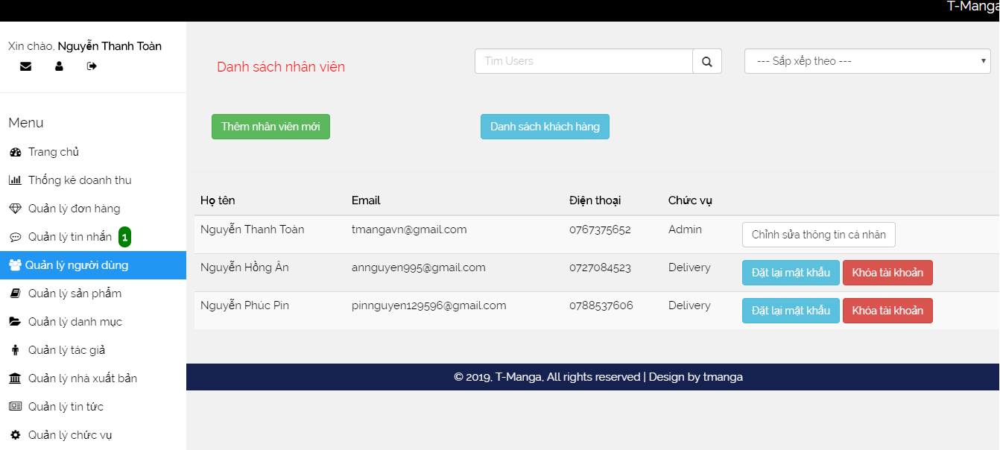 T-Manga
Xin chào, Nguyễn Thanh Toàn
Danh sách nhân viên
Tìm Users
--- Sắp xếp theo ---
Thêm nhân viên mới
Danh sách khách hàng
Menu
Trang chủ
Thống kê doanh thu
Quản lý đơn hàng
Quản lý tin nhắn 1
Quản lý người dùng
Quản lý sản phẩm
Quản lý danh mục
Quản lý tác giả
Quản lý nhà xuất bản
Quản lý tin tức
Quản lý chức vụ
Họ tên Email Điện thoại Chức vụ
Nguyễn Thanh Toàn tmangavn@gmail.com 0767375652 Admin Chỉnh sửa thông tin cá nhân
Nguyễn Hồng Ân annguyen995@gmail.com 0727084523 Delivery Đặt lại mật khẩu Khóa tài khoản
Nguyễn Phúc Pin pinnguyen129596@gmail.com 0788537606 Delivery Đặt lại mật khẩu Khóa tài khoản
© 2019, T-Manga, All rights reserved | Design by tmanga